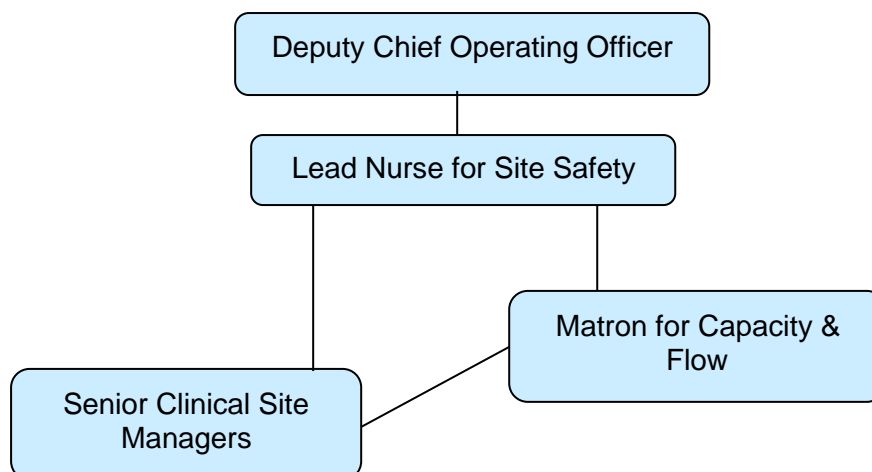 Deputy Chief Operating Officer
Lead Nurse for Site Safety
Matron for Capacity &
Flow
Senior Clinical Site
Managers